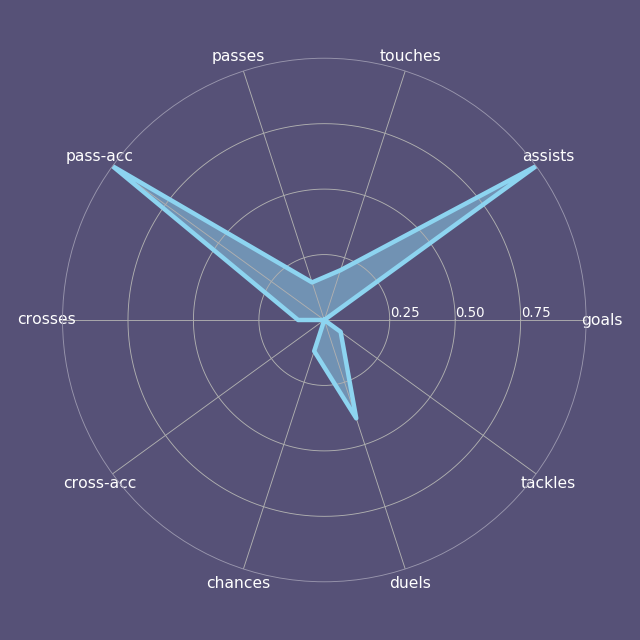 passes
touches
pass-acc
assists
0.25
0.50
0.75
crosses
goals
cross-acc
tackles
chances
duels